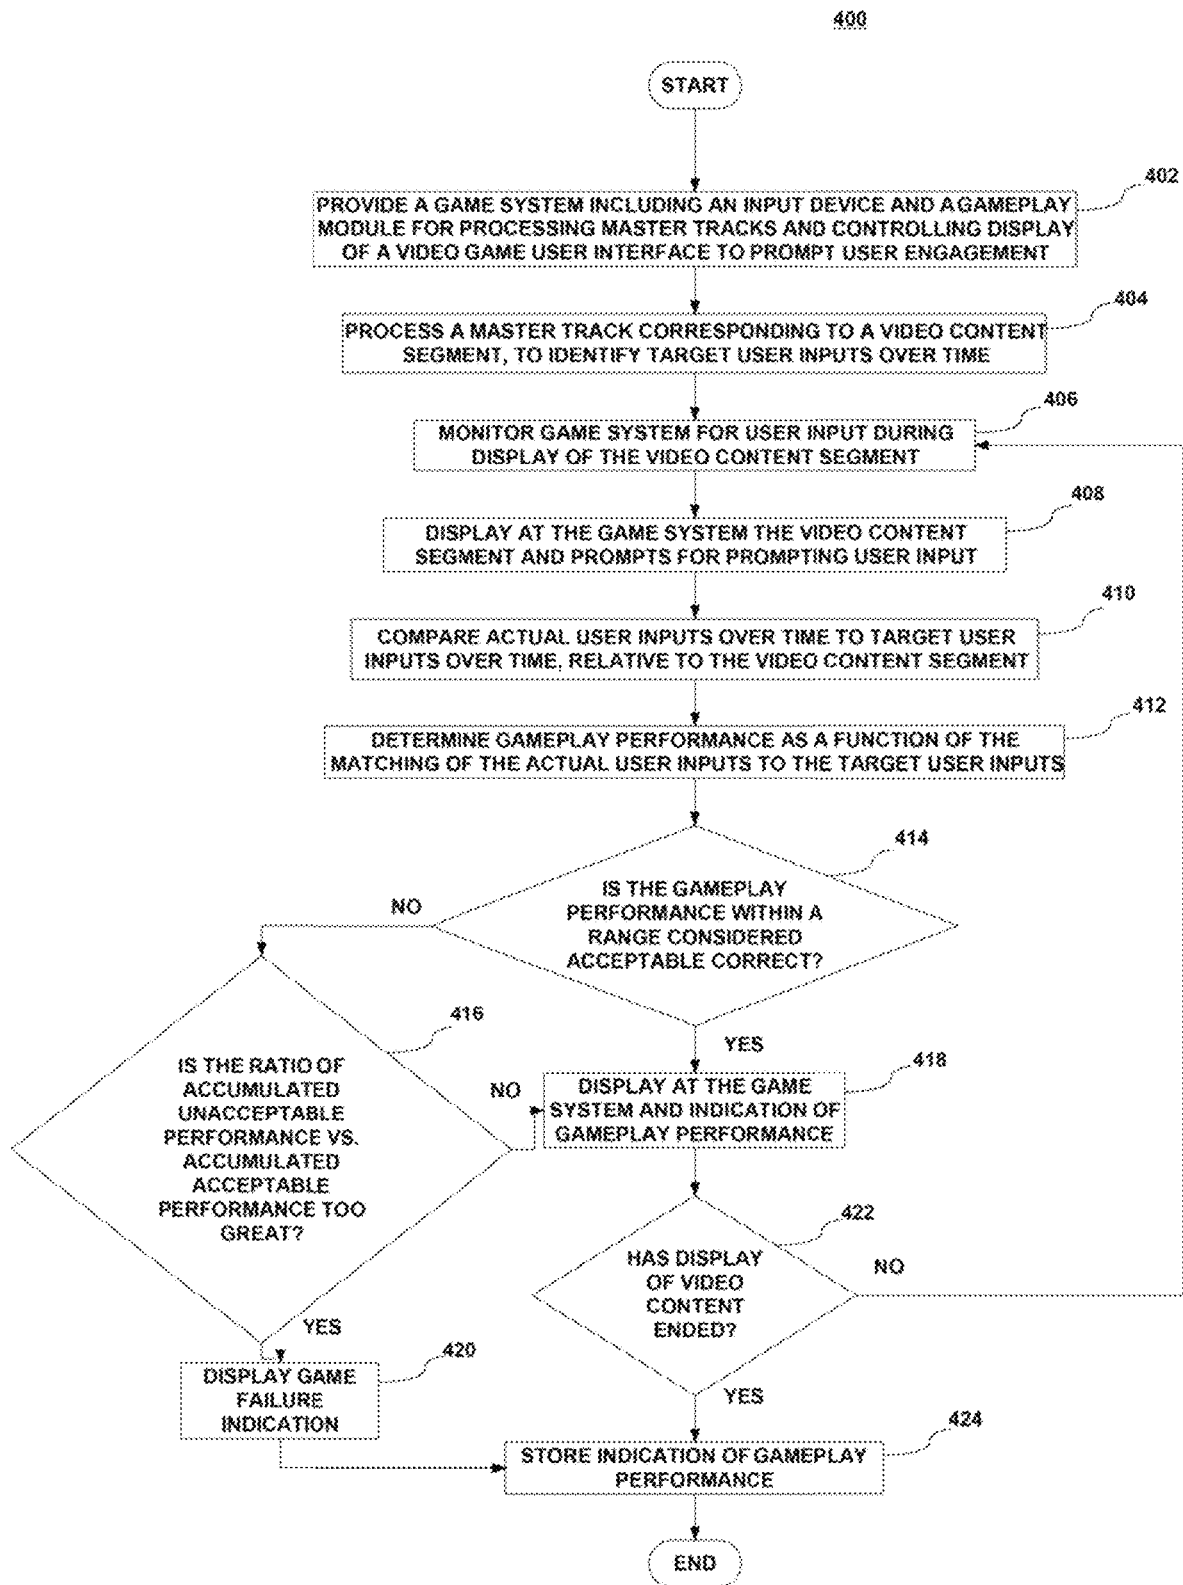 400
START
402
PROVIDE A GAME SYSTEM INCLUDING AN INPUT DEVICE AND A GAMEPLAY
MODULE FOR PROCESSING MASTER TRACKS AND CONTROLLING DISPLAY
OF A VIDEO GAME USER INTERFACE TO PROMPT USER ENGAGEMENT
404
PROCESS A MASTER TRACK CORRESPONDING TO A VIDEO CONTENT
SEGMENT, TO IDENTIFY TARGET USER INPUTS OVER TIME
406
MONITOR GAME SYSTEM FOR USER INPUT DURING
DISPLAY OF THE VIDEO CONTENT SEGMENT
408
DISPLAY AT THE GAME SYSTEM THE VIDEO CONTENT
SEGMENT AND PROMPTS FOR PROMPTING USER INPUT
410
COMPARE ACTUAL USER INPUTS OVER TIME TO TARGET USER
INPUTS OVER TIME, RELATIVE TO THE VIDEO CONTENT SEGMENT
412
DETERMINE GAMEPLAY PERFORMANCE AS A FUNCTION OF THE
MATCHING OF THE ACTUAL USER INPUTS TO THE TARGET USER INPUTS
414
IS THE GAMEPLAY
PERFORMANCE WITHIN A
RANGE CONSIDERED
ACCEPTABLE CORRECT?
NO
YES
416
IS THE RATIO OF
ACCUMULATED
UNACCEPTABLE
PERFORMANCE VS.
ACCUMULATED
ACCEPTABLE
PERFORMANCE TOO
GREAT?
NO
YES
418
DISPLAY AT THE GAME
SYSTEM AND INDICATION OF
GAMEPLAY PERFORMANCE
422
HAS DISPLAY
OF VIDEO
CONTENT
ENDED?
NO
YES
420
DISPLAY GAME
FAILURE
INDICATION
424
STORE INDICATION OF GAMEPLAY
PERFORMANCE
END